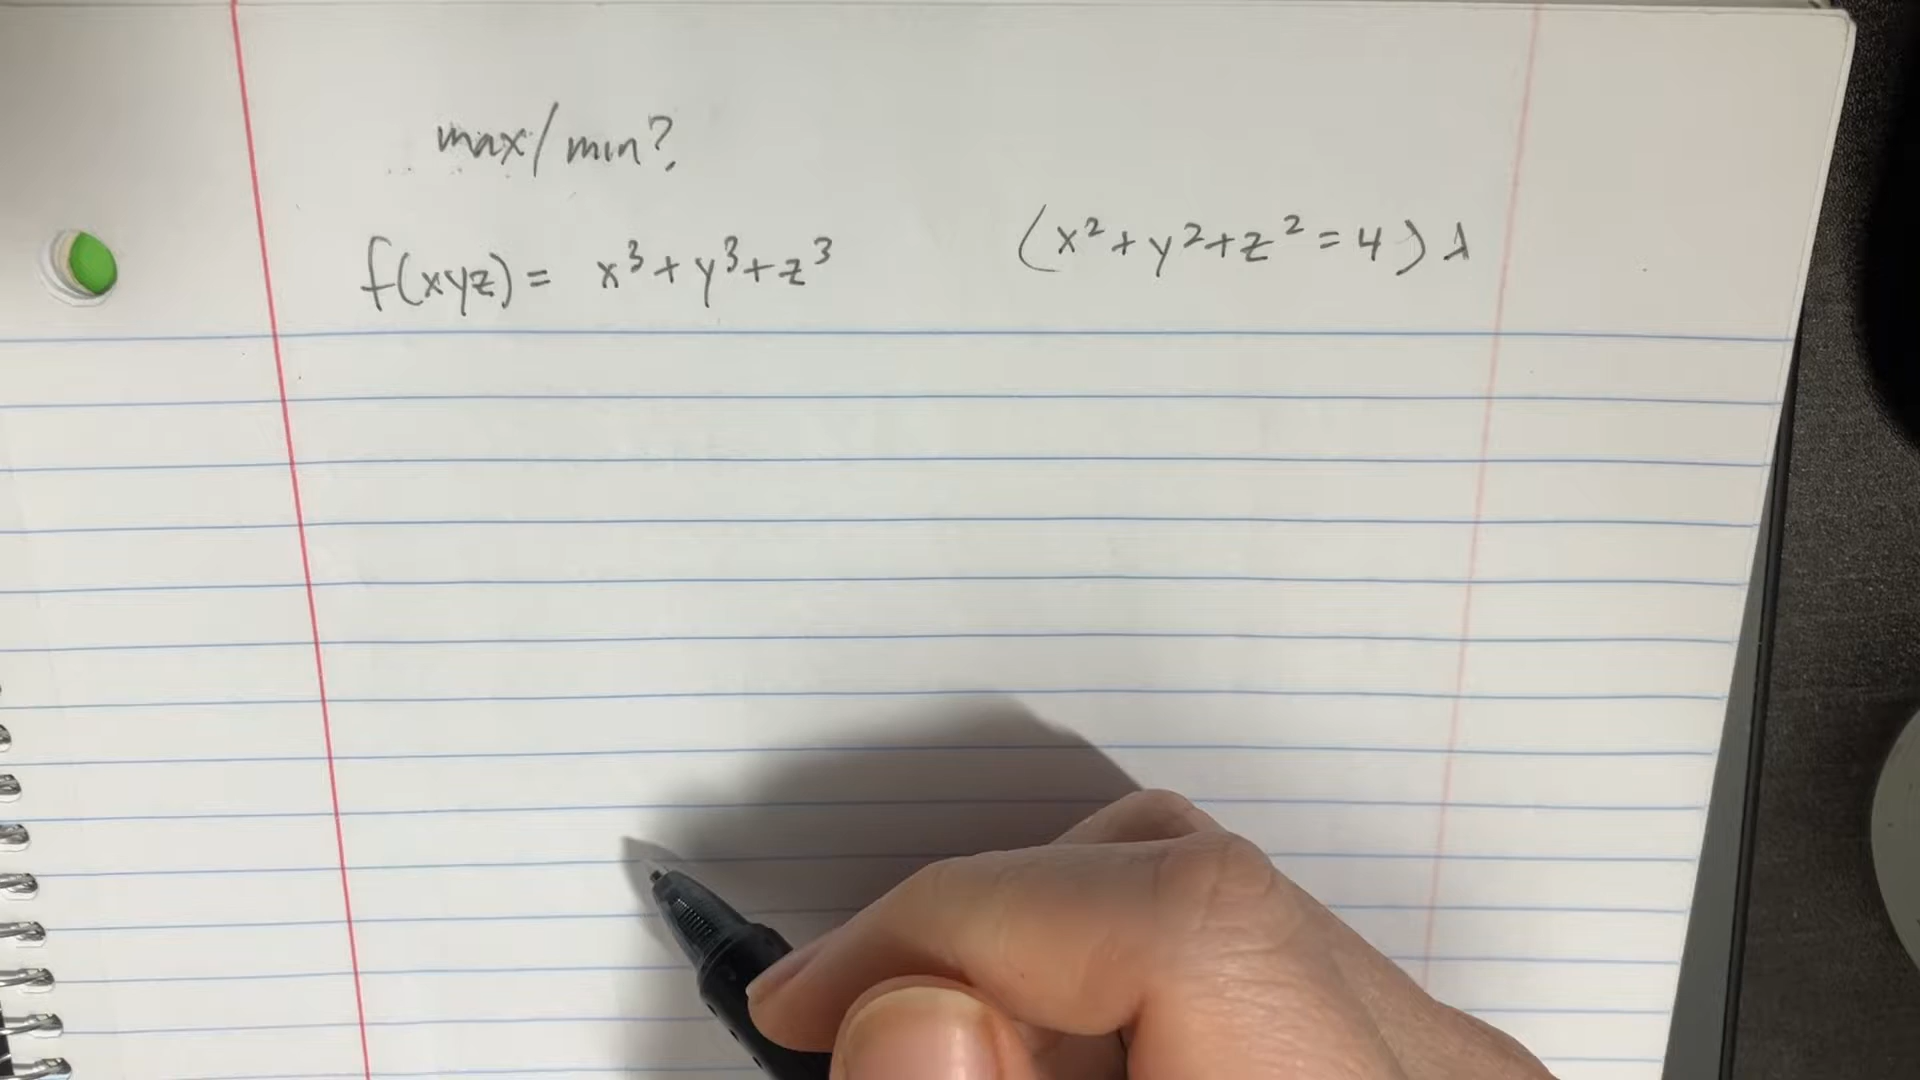 max/min?
f(xyz) = x³+y³+z³ (x²+y²+z²=4)λ